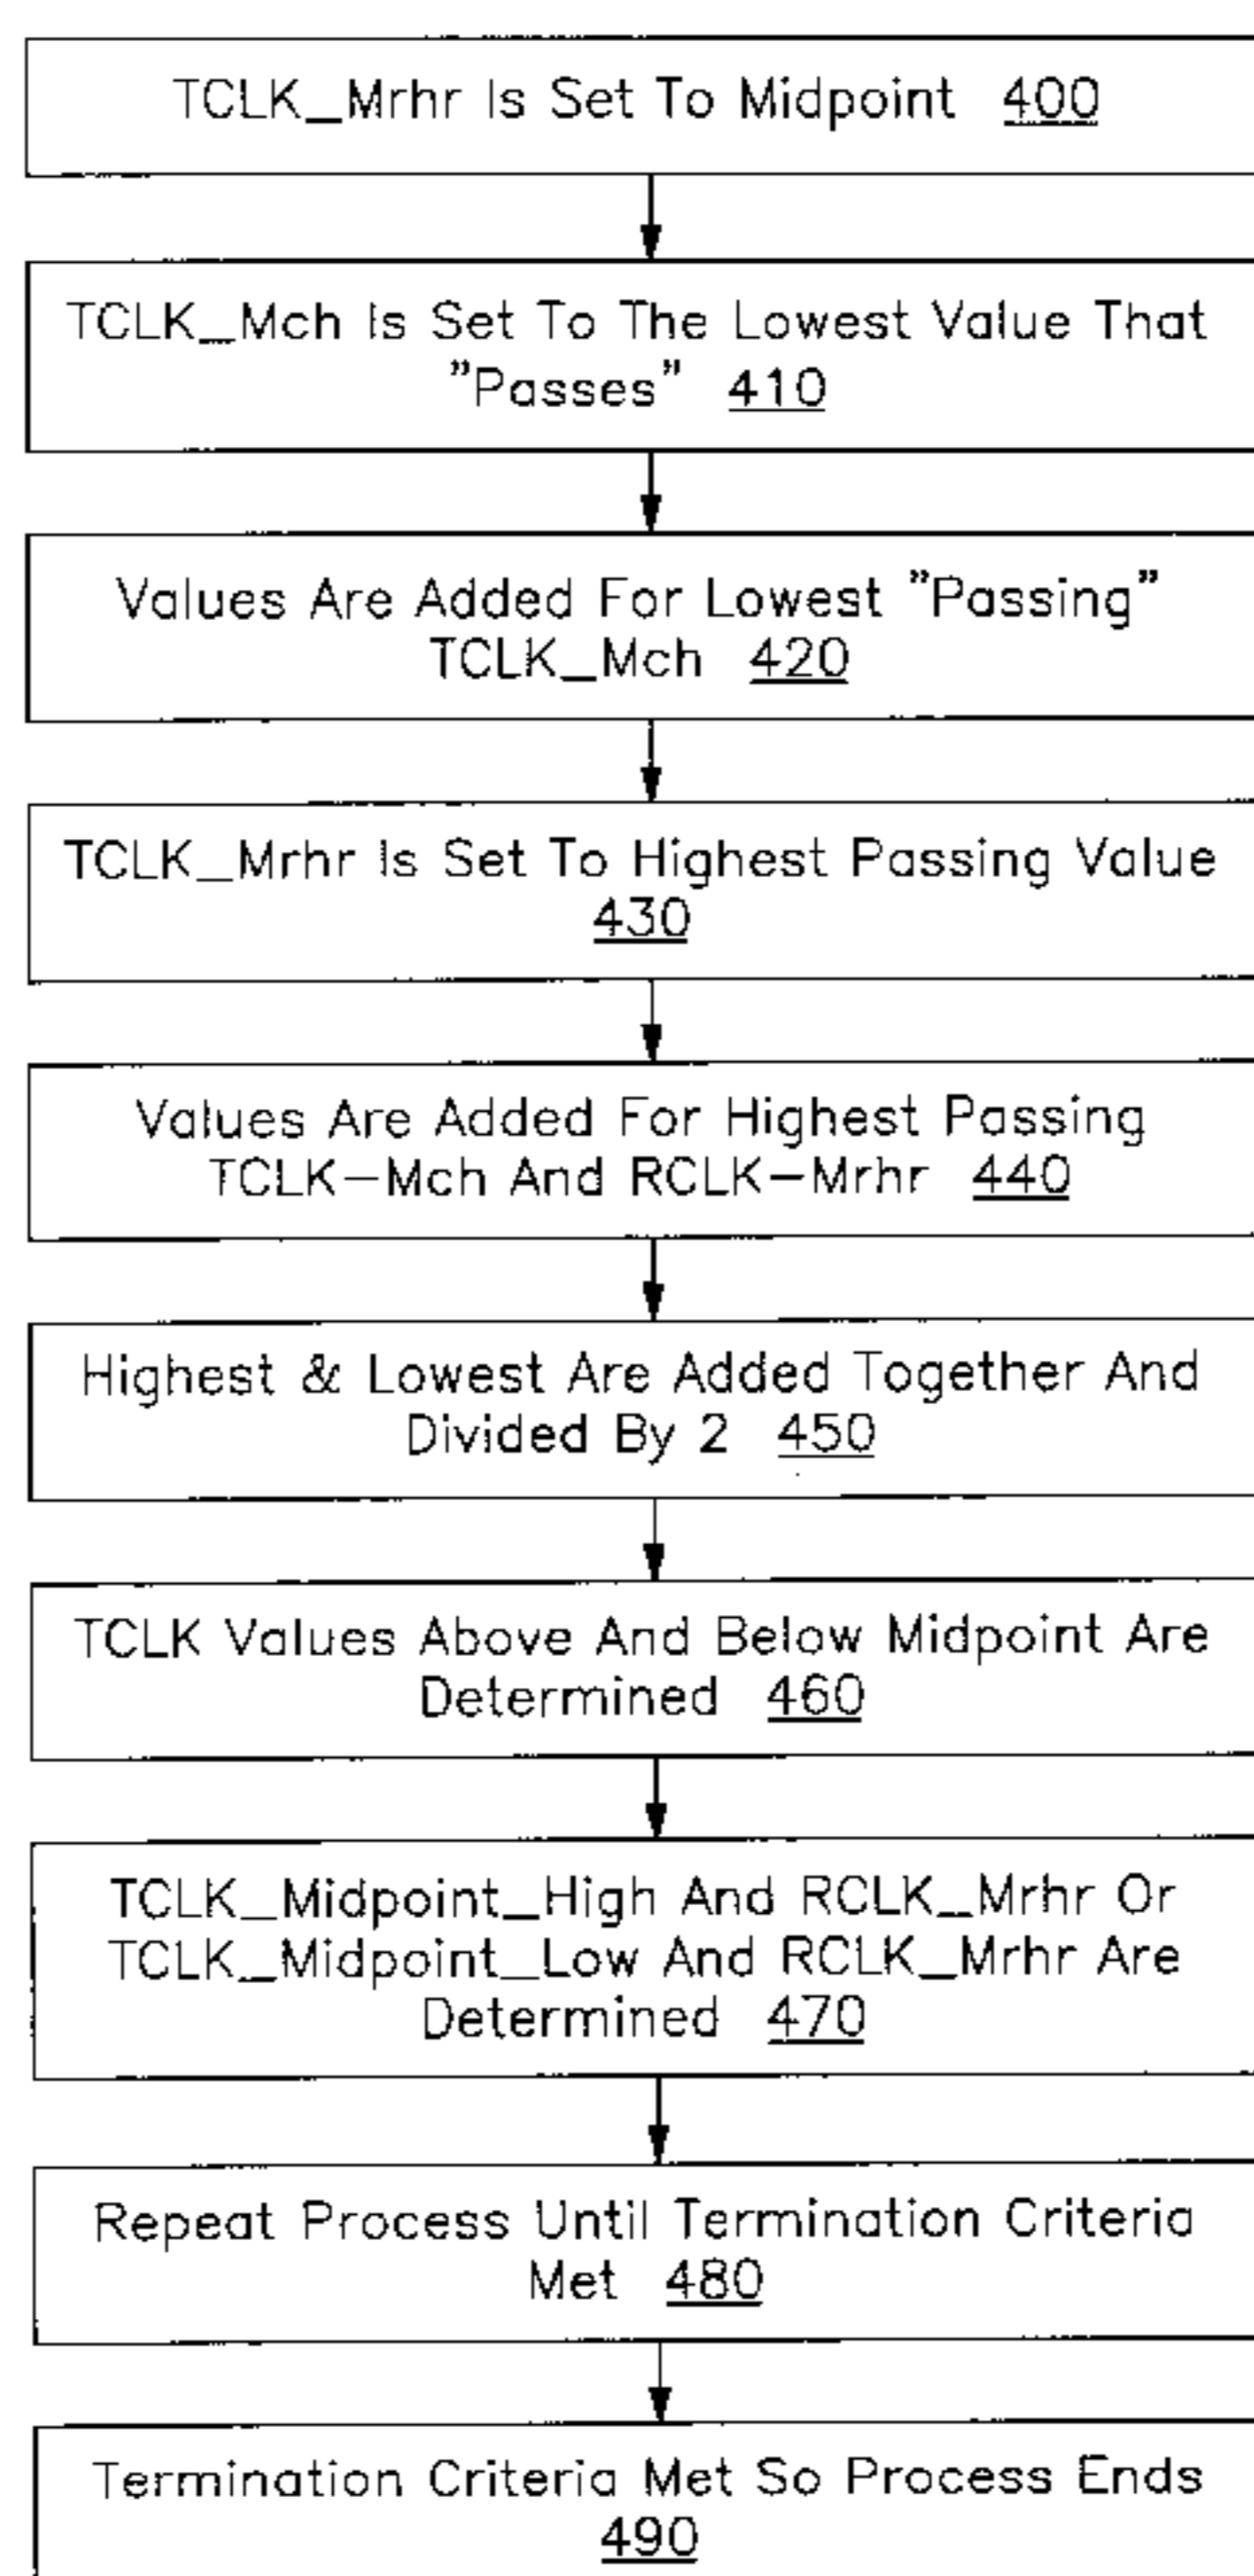 TCLK_Mrhr Is Set To Midpoint 400
TCLK_Mch Is Set To The Lowest Value That
"Passes" 410
Values Are Added For Lowest "Passing"
TCLK_Mch 420
TCLK_Mrhr Is Set To Highest Passing Value
430
Values Are Added For Highest Passing
TCLK-Mch And RCLK-Mrhr 440
Highest & Lowest Are Added Together And
Divided By 2 450
TCLK Values Above And Below Midpoint Are
Determined 460
TCLK_Midpoint_High And RCLK_Mrhr Or
TCLK_Midpoint_Low And RCLK_Mrhr Are
Determined 470
Repeat Process Until Termination Criteria
Met 480
Termination Criteria Met So Process Ends
490